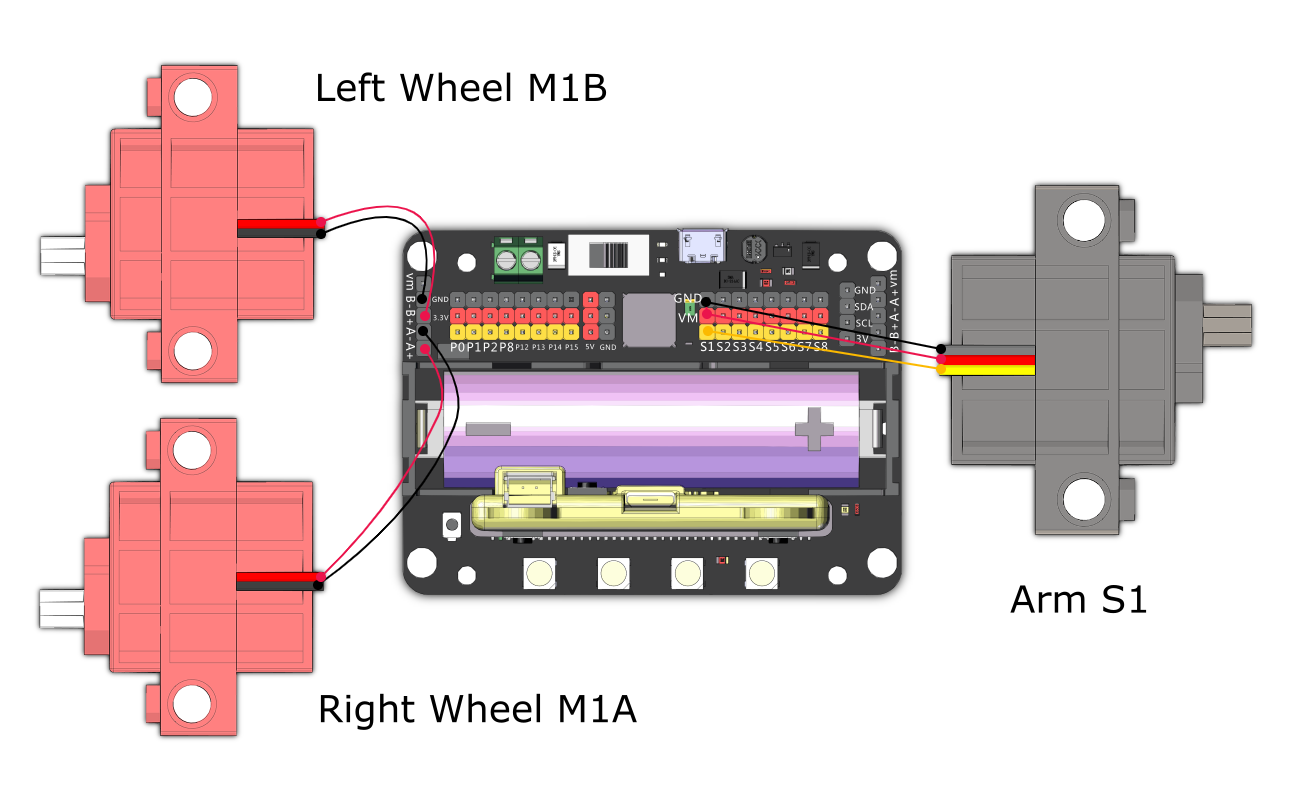 Left Wheel M1B
vm B- B+ A- A+
GND
3.3V
P0 P1 P2 P8 P12 P13 P14 P15 5V GND
GND
VM
S1 S2 S3 S4 S5 S6 S7 S8
GND
SDA
SCL
3V
B- B+ A- A+ vm
Arm S1
Right Wheel M1A